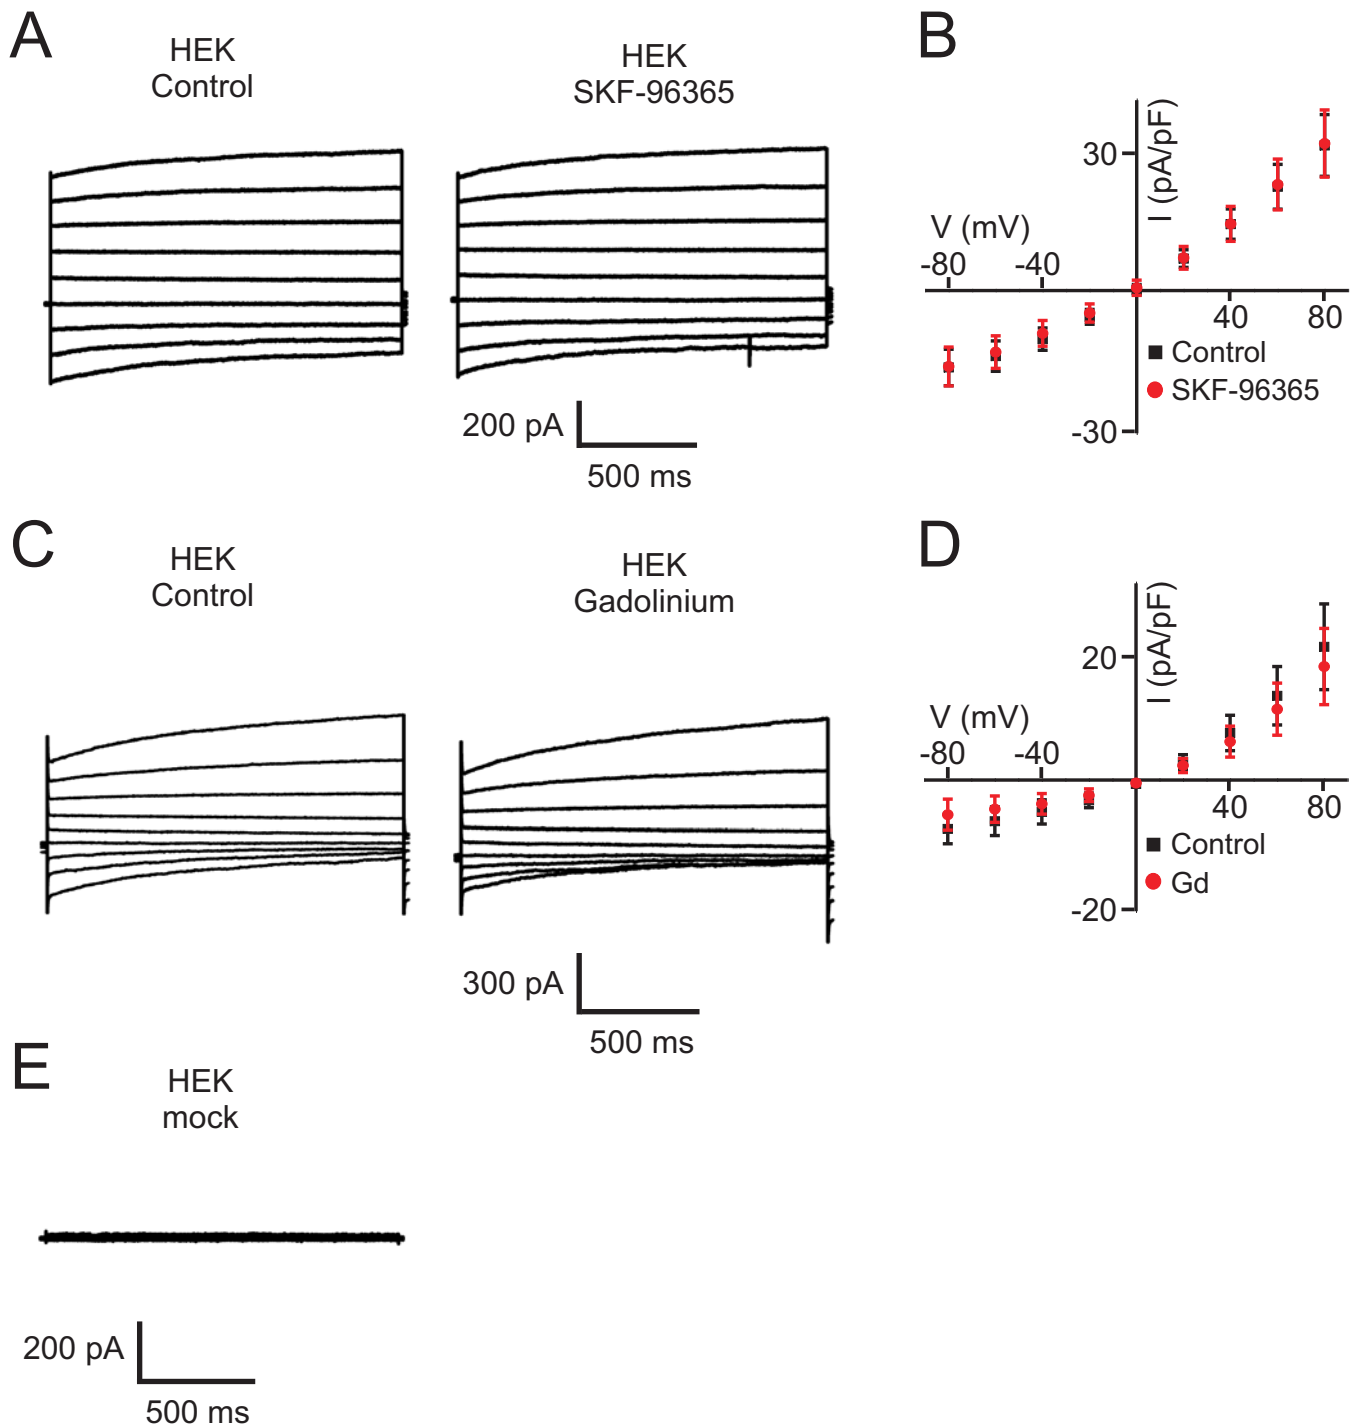 A
HEK
Control
HEK
SKF-96365
200 pA
500 ms
B
I (pA/pF)
30
V (mV)
-80
-40
40
80
Control
SKF-96365
-30
C
HEK
Control
HEK
Gadolinium
300 pA
500 ms
D
I (pA/pF)
20
V (mV)
-80
-40
40
80
Control
Gd
-20
E
HEK
mock
200 pA
500 ms